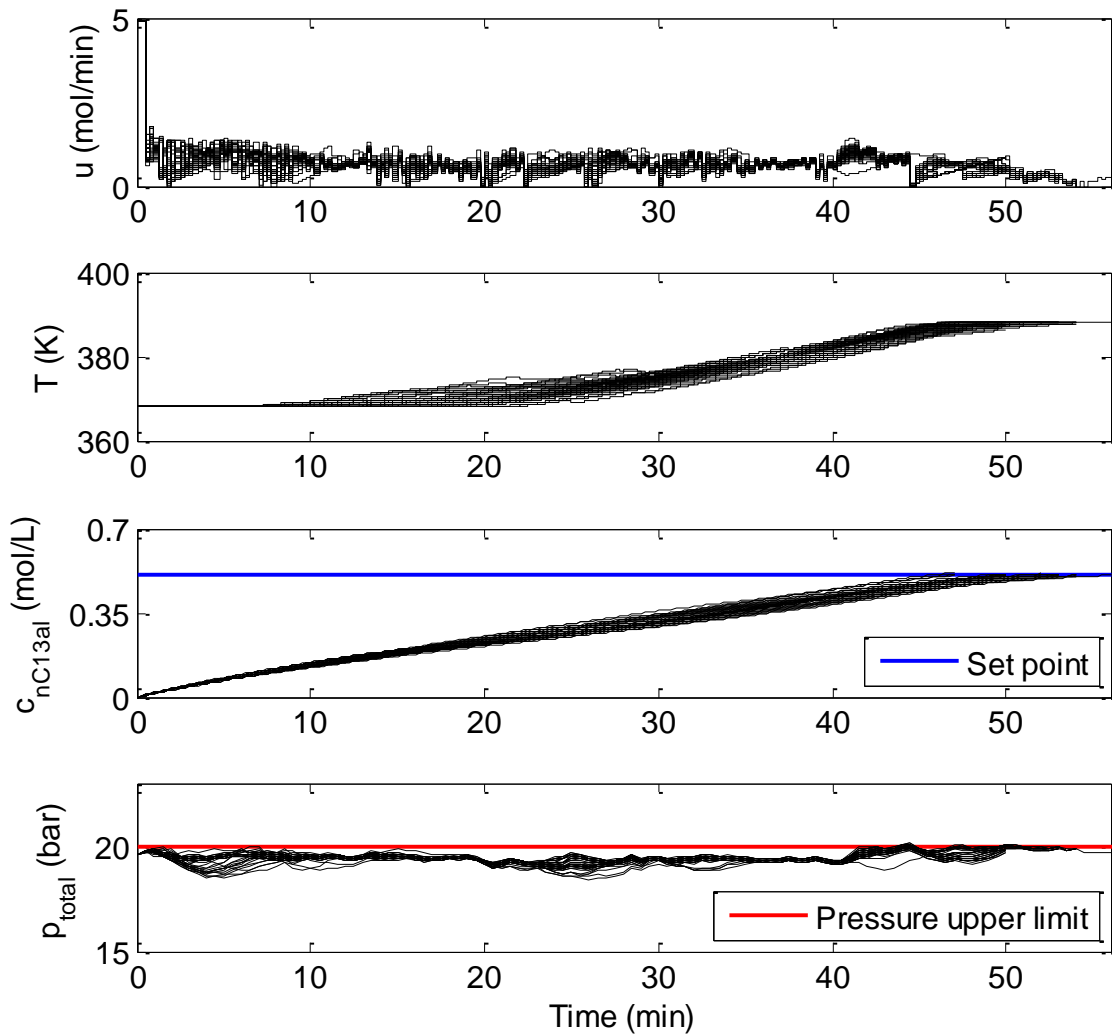 5
u (mol/min)
0
0 10 20 30 40 50
400
T (K)
380
360
0 10 20 30 40 50
0.7
c_nC13al (mol/L)
0.35
Set point
0
0 10 20 30 40 50
p_total (bar)
20
Pressure upper limit
15
0 10 20 30 40 50
Time (min)